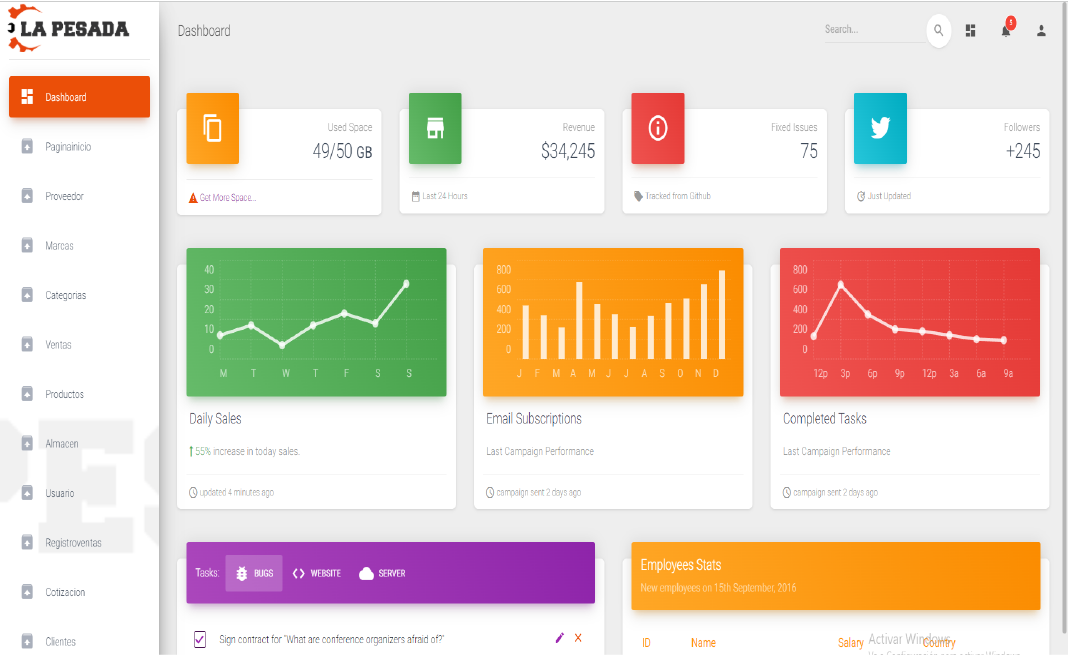 LA PESADA
Dashboard
Search...
5
Dashboard
Paginainicio
Proveedor
Marcas
Categorias
Ventas
Productos
Almacen
Usuario
Registroventas
Cotizacion
Clientes
Used Space
49/50 GB
Get More Space...
Revenue
$34,245
Last 24 Hours
Fixed Issues
75
Tracked from Github
Followers
+245
Just Updated
40
30
20
10
0
M T W T F S S
Daily Sales
55% increase in today sales.
updated 4 minutes ago
800
600
400
200
0
J F M A M J J A S O N D
Email Subscriptions
Last Campaign Performance
campaign sent 2 days ago
800
600
400
200
0
12p 3p 6p 9p 12p 3a 6a 9a
Completed Tasks
Last Campaign Performance
campaign sent 2 days ago
Tasks: BUGS WEBSITE SERVER
Sign contract for "What are conference organizers afraid of?"
Employees Stats
New employees on 15th September, 2016
ID Name Salary Country
Activar Windows